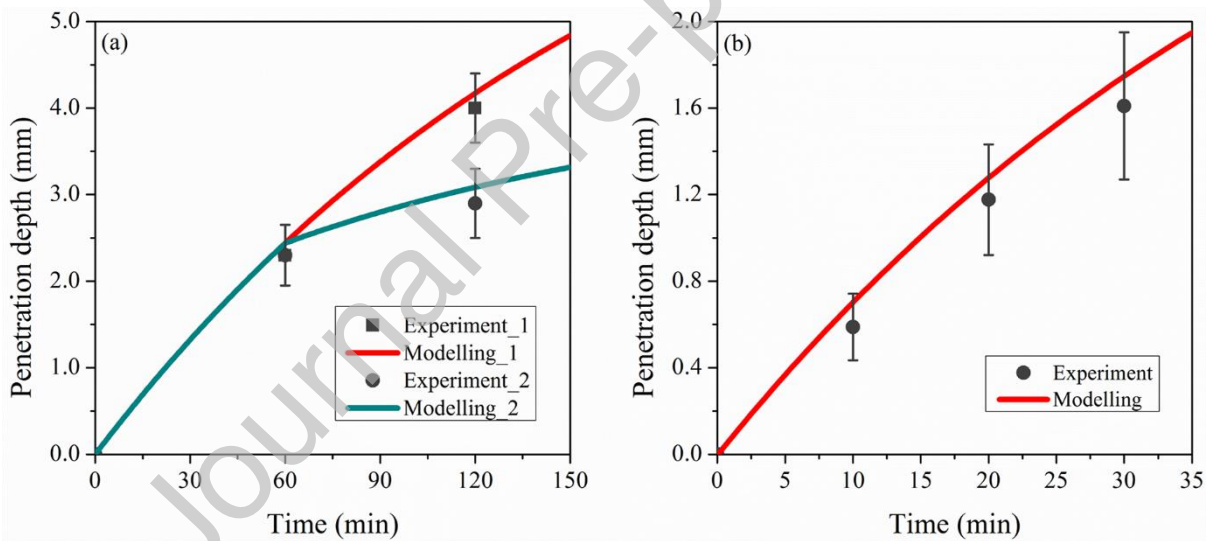 (a)
5.0
4.0
3.0
2.0
1.0
0.0
Penetration depth (mm)
0 30 60 90 120 150
Time (min)
Experiment_1
Modelling_1
Experiment_2
Modelling_2
(b)
2.0
1.6
1.2
0.8
0.4
0.0
Penetration depth (mm)
0 5 10 15 20 25 30 35
Time (min)
Experiment
Modelling
Journal Pre-p